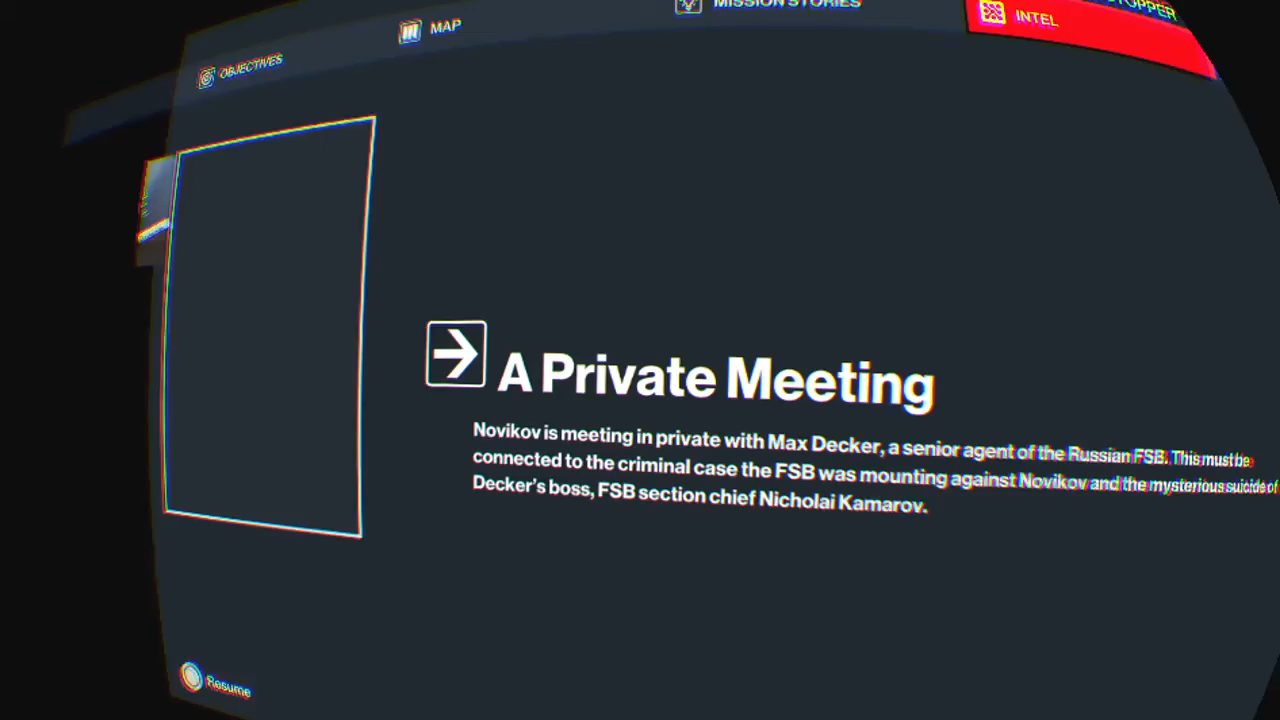 MISSION STORIES
STOPPER
MAP
INTEL
OBJECTIVES
A Private Meeting
Novikov is meeting in private with Max Decker, a senior agent of the Russian FSB. This must be
connected to the criminal case the FSB was mounting against Novikov and the mysterious suicide of
Decker's boss, FSB section chief Nicholai Kamarov.
Resume